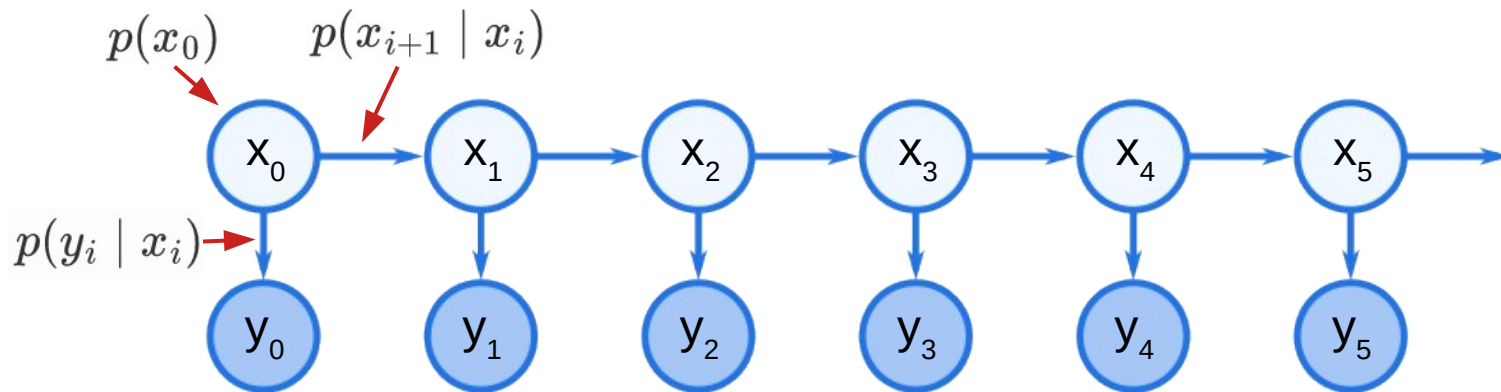 p(x₀) p(xᵢ₊₁ | xᵢ)
x₀ x₁ x₂ x₃ x₄ x₅
p(yᵢ | xᵢ)
y₀ y₁ y₂ y₃ y₄ y₅